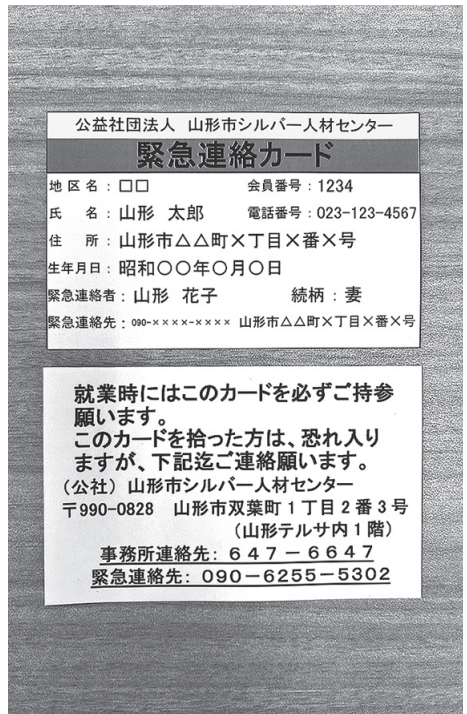 公益社団法人 山形市シルバー人材センター
緊急連絡カード
地区名：□□ 会員番号：1234
氏 名：山形 太郎 電話番号：023-123-4567
住 所：山形市△△町×丁目×番×号
生年月日：昭和○○年○月○日
緊急連絡者：山形 花子 続柄：妻
緊急連絡先：090-××××-×××× 山形市△△町×丁目×番×号
就業時にはこのカードを必ずご持参
願います。
このカードを拾った方は、恐れ入り
ますが、下記迄ご連絡願います。
（公社）山形市シルバー人材センター
〒990-0828 山形市双葉町1丁目2番3号
（山形テルサ内1階）
事務所連絡先：647－6647
緊急連絡先：090－6255－5302